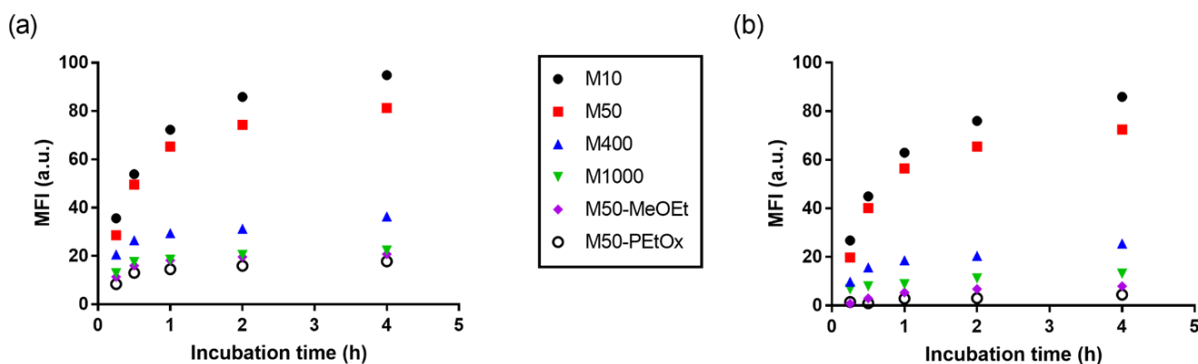 (a)
MFI (a.u.)
100
80
60
40
20
0
0 1 2 3 4 5
Incubation time (h)
M10
M50
M400
M1000
M50-MeOEt
M50-PEtOx
(b)
MFI (a.u.)
100
80
60
40
20
0
0 1 2 3 4 5
Incubation time (h)